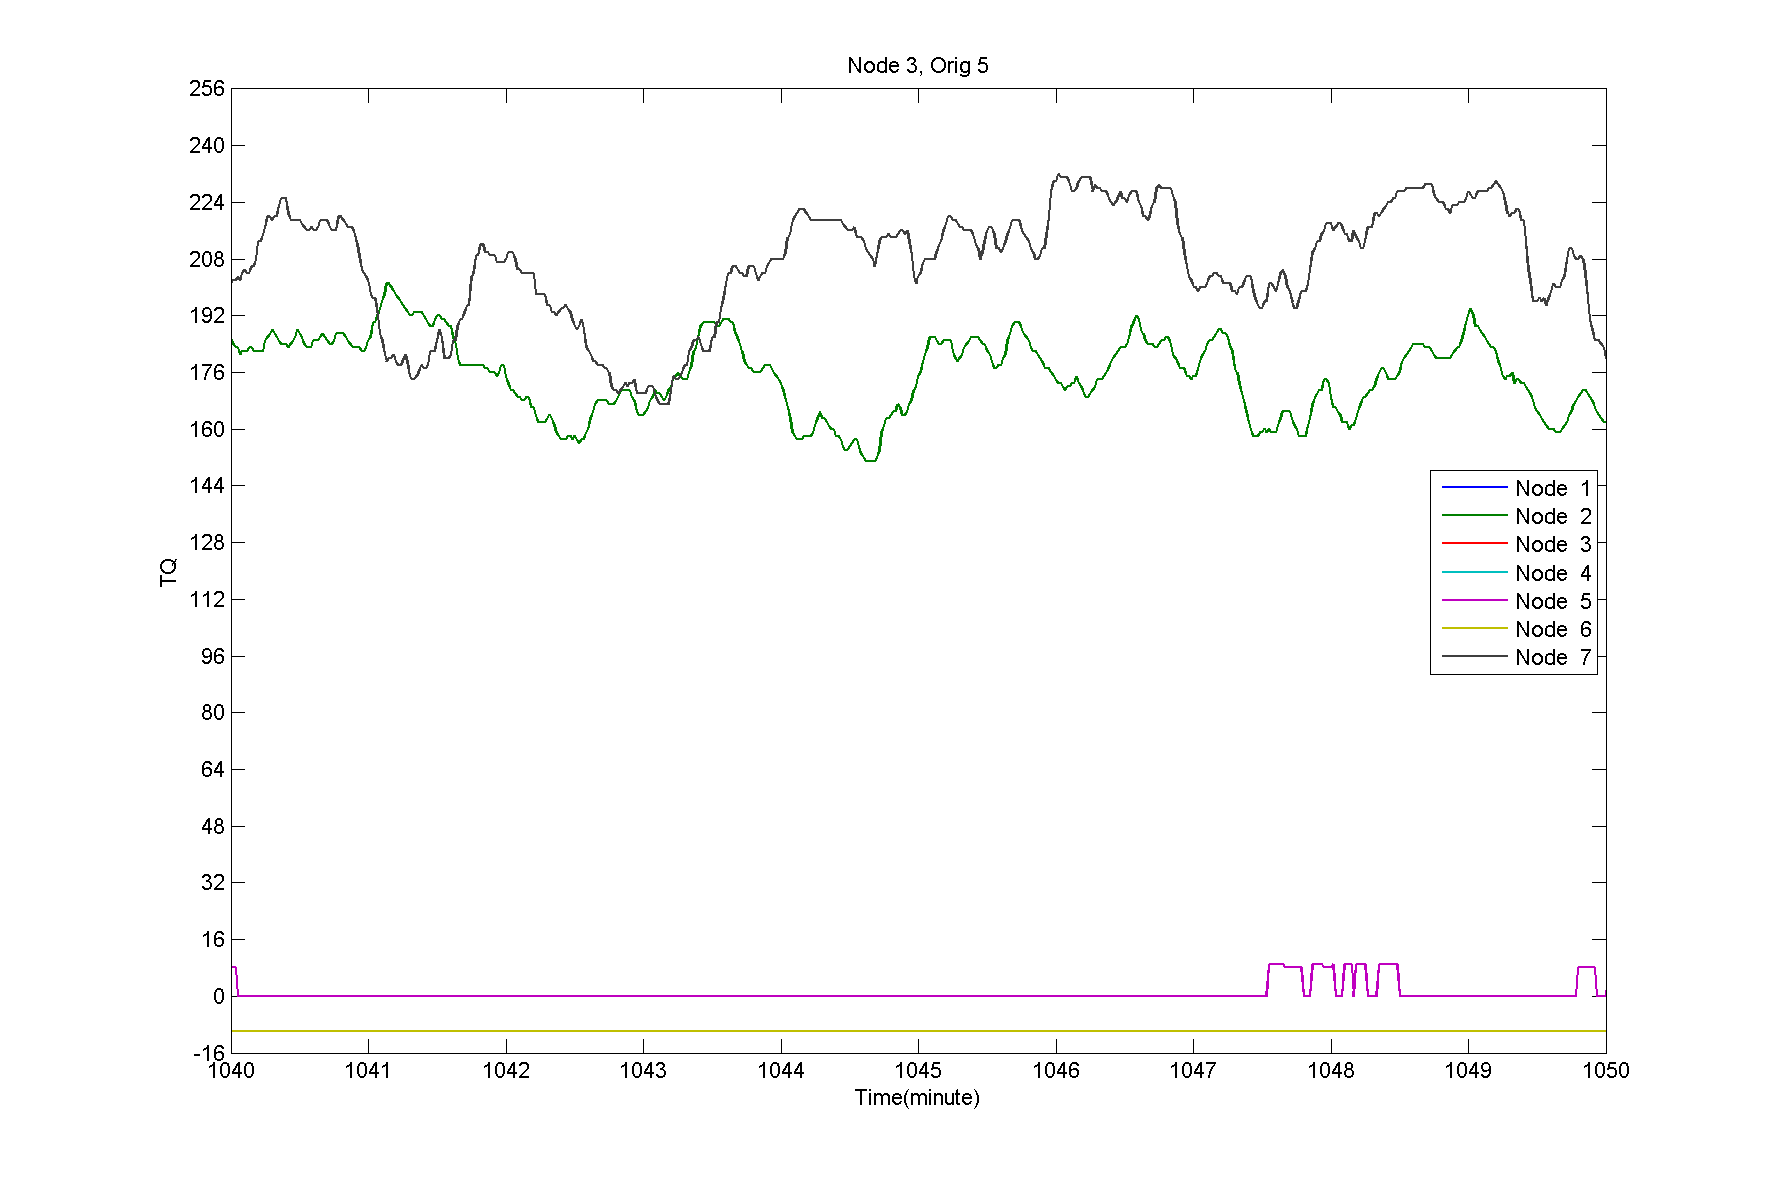 Node 3, Orig 5
256
240
224
208
192
176
160
144
128
112
96
80
64
48
32
16
0
-16
TQ
Node 1
Node 2
Node 3
Node 4
Node 5
Node 6
Node 7
1040 1041 1042 1043 1044 1045 1046 1047 1048 1049 1050
Time(minute)